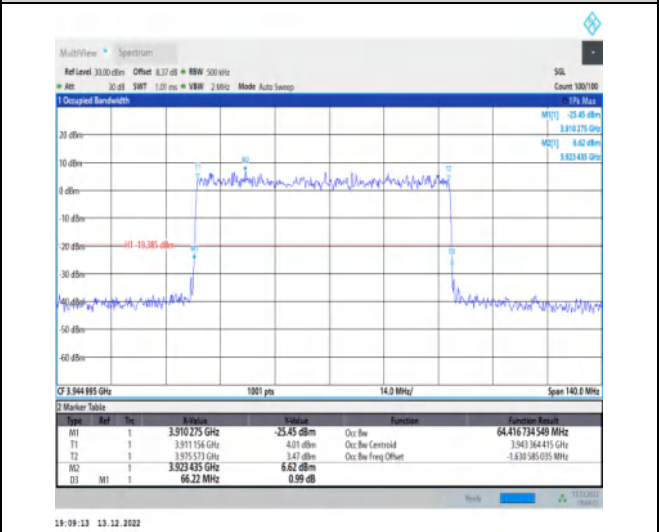 MultiView Spectrum
Ref Level 30.00 dBm Offset 8.37 dB RBW 500 kHz SGL
Att 30 dB SWT 1.01 ms VBW 2 MHz Mode Auto Sweep Count 100/100
1 Occupied Bandwidth 1Pk Max
M1[1] -25.45 dBm
3.910 275 GHz
M2[1] 6.62 dBm
3.923 435 GHz
20 dBm
M2
T1 T2
10 dBm
0 dBm
-10 dBm
-20 dBm H1 -19.385 dBm
M1 D3
-30 dBm
-40 dBm
-50 dBm
-60 dBm
CF 3.944 995 GHz 1001 pts 14.0 MHz/ Span 140.0 MHz
2 Marker Table
Type Ref Trc X-Value Y-Value Function Function Result
M1 1 3.910 275 GHz -25.45 dBm Occ Bw 64.416 734 549 MHz
T1 1 3.911 156 GHz 4.01 dBm Occ Bw Centroid 3.943 364 415 GHz
T2 1 3.975 573 GHz 3.47 dBm Occ Bw Freq Offset -1.630 585 035 MHz
M2 1 3.923 435 GHz 6.62 dBm
D3 M1 1 66.22 MHz 0.99 dB
Ready 13.12.2022
19:09:13 13.12.2022